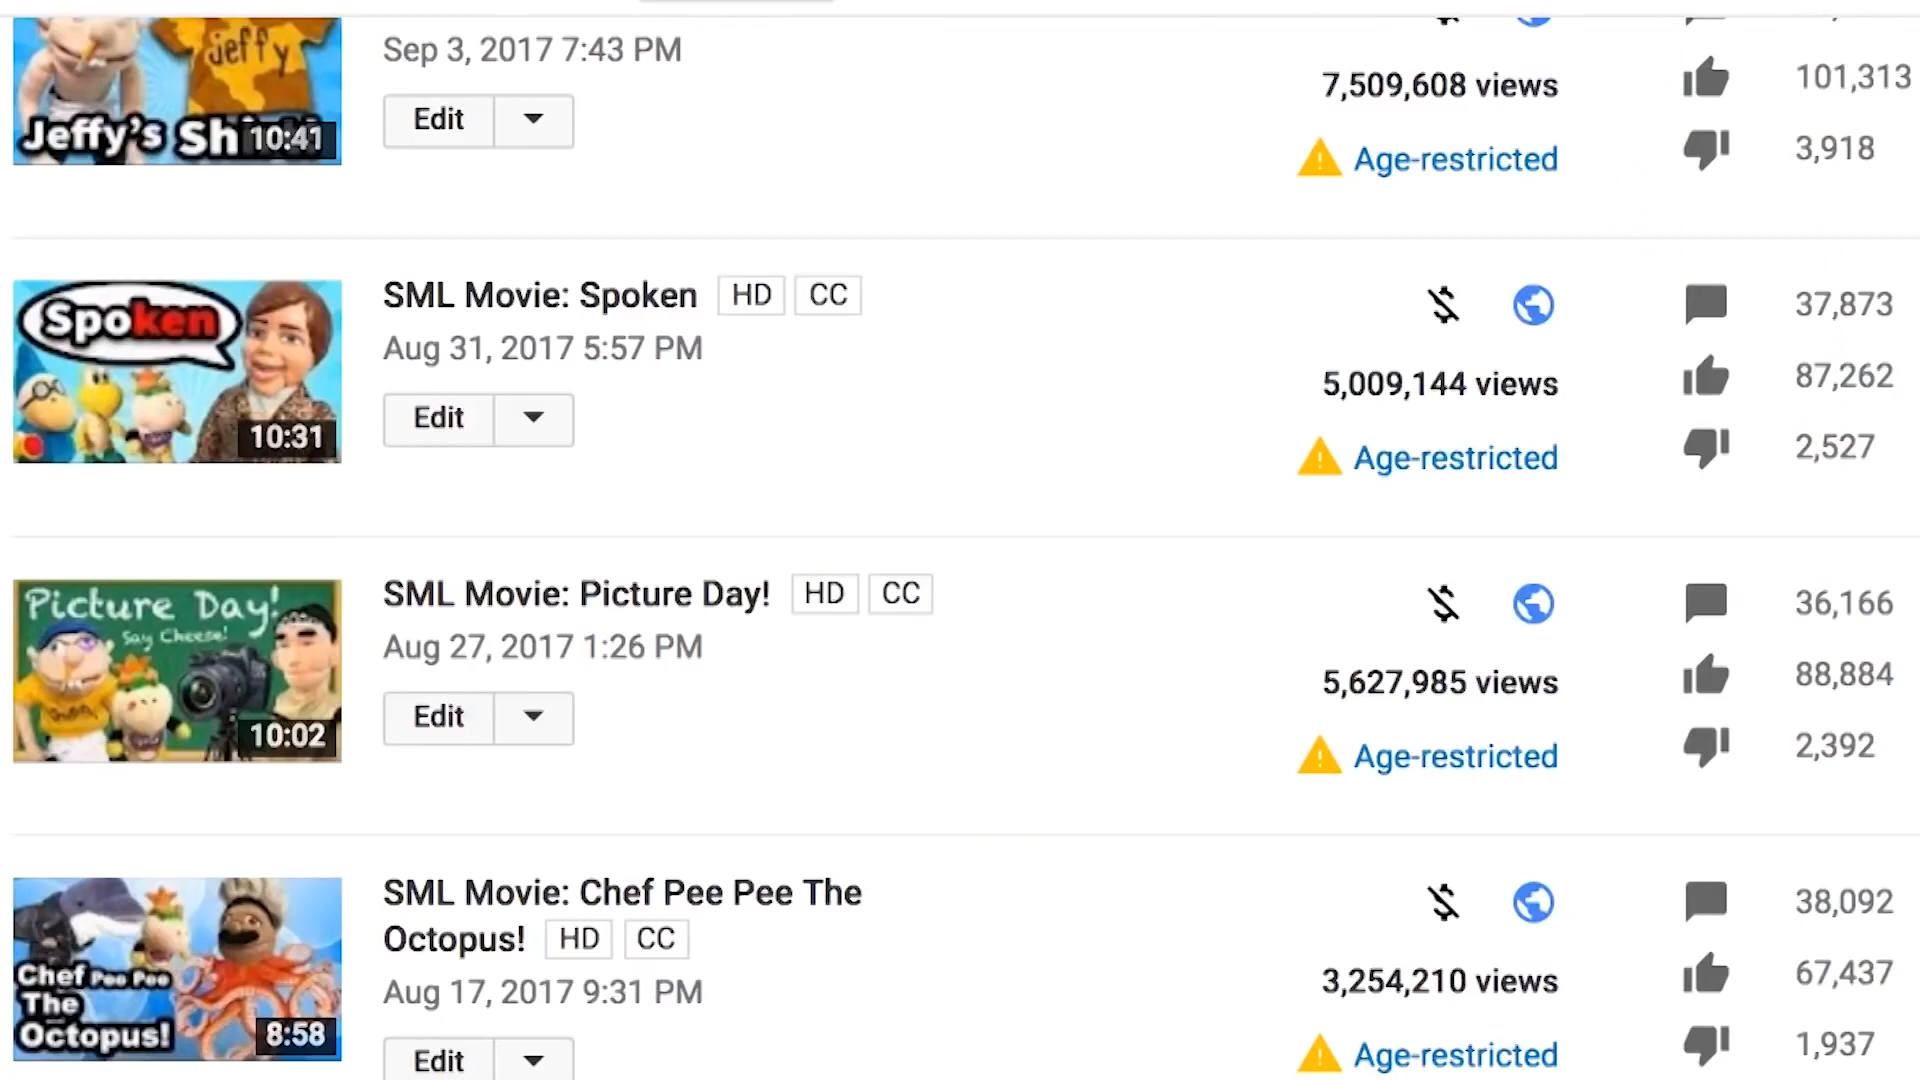 jeffy
Jeffy's Sh
10:41
Sep 3, 2017 7:43 PM
Edit
7,509,608 views
Age-restricted
101,313
3,918
Spoken
10:31
SML Movie: Spoken HD CC
Aug 31, 2017 5:57 PM
Edit
5,009,144 views
Age-restricted
37,873
87,262
2,527
Picture Day!
Say Cheese!
10:02
SML Movie: Picture Day! HD CC
Aug 27, 2017 1:26 PM
Edit
5,627,985 views
Age-restricted
36,166
88,884
2,392
Chef Pee Pee
The
Octopus!
8:58
SML Movie: Chef Pee Pee The
Octopus! HD CC
Aug 17, 2017 9:31 PM
Edit
3,254,210 views
Age-restricted
38,092
67,437
1,937